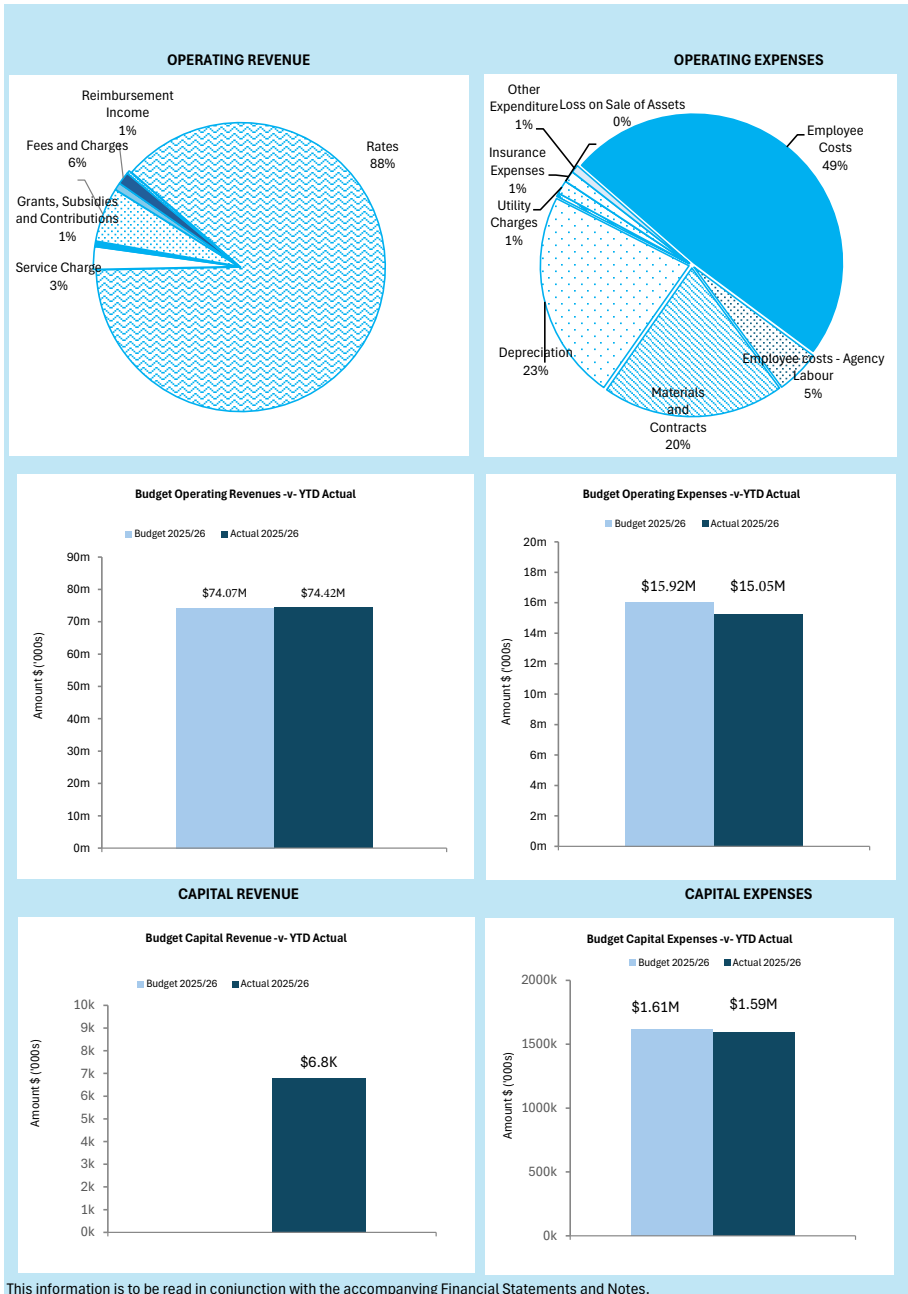 OPERATING REVENUE
OPERATING EXPENSES
Reimbursement
Income
1%
Fees and Charges
6%
Grants, Subsidies
and Contributions
1%
Service Charge
3%
Rates
88%
Other
Expenditure
1%
Loss on Sale of Assets
0%
Insurance
Expenses
1%
Utility
Charges
1%
Employee
Costs
49%
Depreciation
23%
Materials
and
Contracts
20%
Employee costs - Agency
Labour
5%
Budget Operating Revenues -v- YTD Actual
Budget 2025/26
Actual 2025/26
90m
80m
70m
60m
50m
40m
30m
20m
10m
0m
Amount $ ('000s)
$74.07M
$74.42M
Budget Operating Expenses -v-YTD Actual
Budget 2025/26
Actual 2025/26
20m
18m
16m
14m
12m
10m
8m
6m
4m
2m
0m
Amount $ ('000s)
$15.92M
$15.05M
CAPITAL REVENUE
CAPITAL EXPENSES
Budget Capital Revenue -v- YTD Actual
Budget 2025/26
Actual 2025/26
10k
9k
8k
7k
6k
5k
4k
3k
2k
1k
0k
Amount $ ('000s)
$6.8K
Budget Capital Expenses -v- YTD Actual
Budget 2025/26
Actual 2025/26
2000k
1500k
1000k
500k
0k
Amount $ ('000s)
$1.61M
$1.59M
This information is to be read in conjunction with the accompanying Financial Statements and Notes.